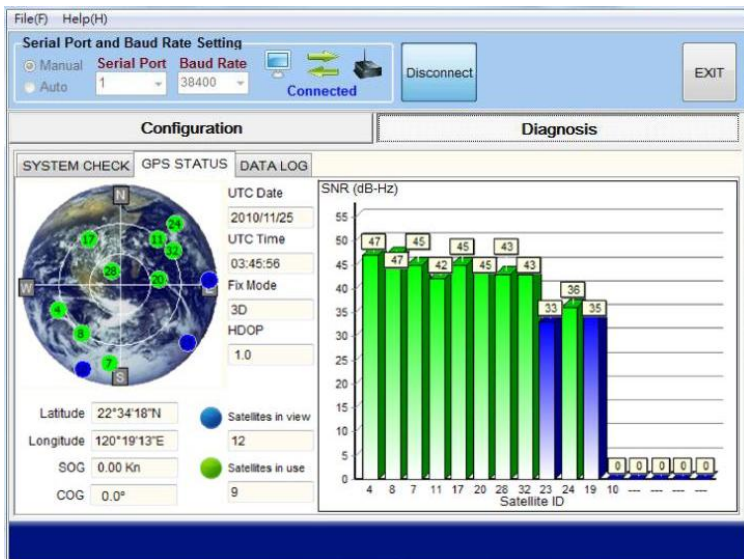 File(F) Help(H)
Serial Port and Baud Rate Setting
Manual Serial Port Baud Rate
Auto 1 38400
Connected
Disconnect
EXIT
Configuration
Diagnosis
SYSTEM CHECK GPS STATUS DATA LOG
N
W
E
S
17
24
11
32
28
20
4
8
7
UTC Date
2010/11/25
UTC Time
03:45:56
Fix Mode
3D
HDOP
1.0
Latitude 22°34'18"N
Longitude 120°19'13"E
SOG 0.00 Kn
COG 0.0°
Satellites in view
12
Satellites in use
9
SNR (dB-Hz)
55
50
45
40
35
30
25
20
15
10
5
0
47 47 45 42 45 45 43 43 33 36 35 0 0 0 0 0
4 8 7 11 17 20 28 32 23 24 19 10 --- --- --- ---
Satellite ID